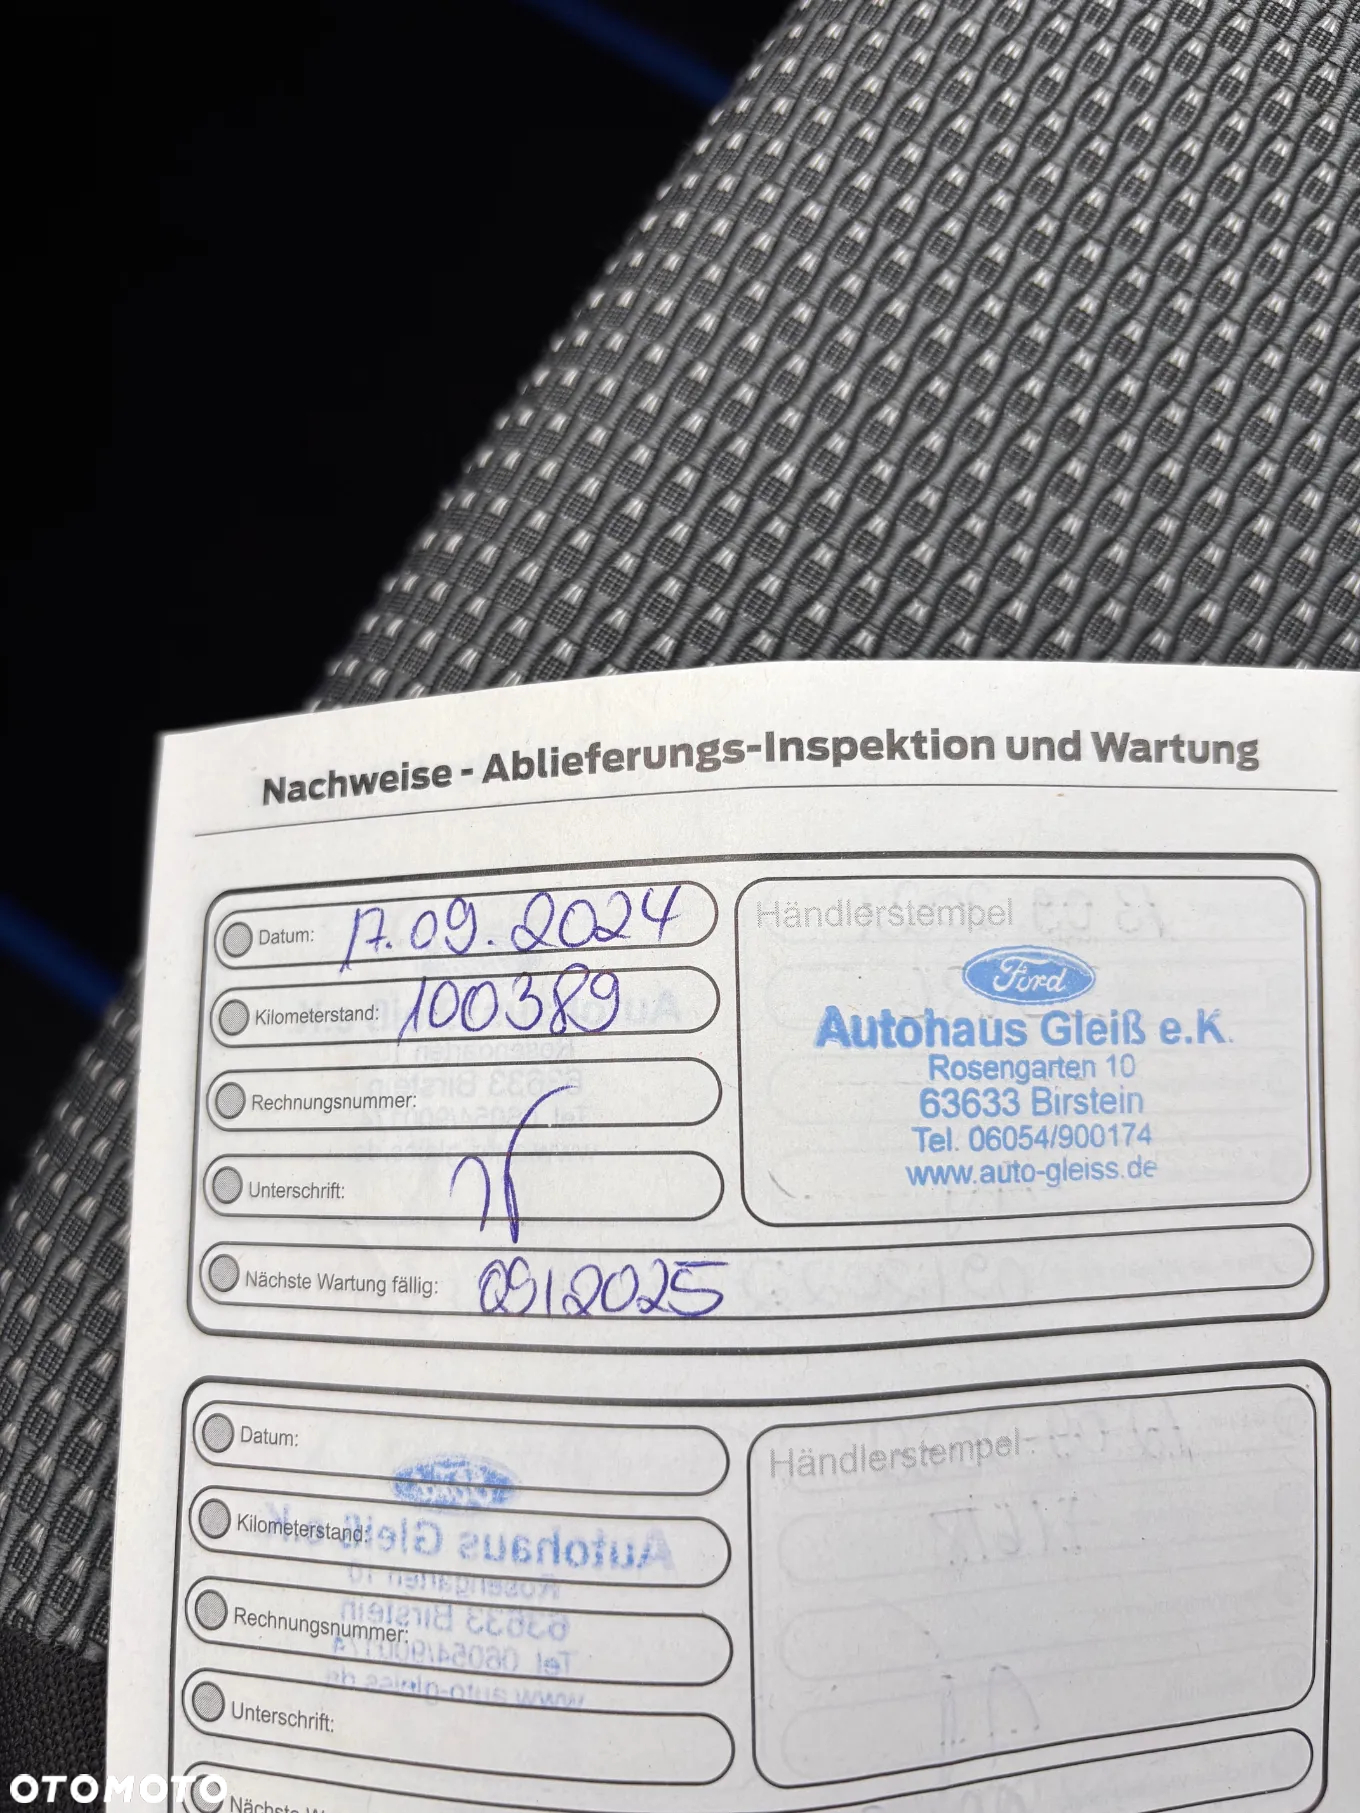 Nachweise - Ablieferungs-Inspektion und Wartung
Datum: 17.09.2024
Kilometerstand: 100389
Rechnungsnummer:
Unterschrift:
Nächste Wartung fällig: 09/2025
Händlerstempel
Ford
Autohaus Gleiß e.K.
Rosengarten 10
63633 Birstein
Tel. 06054/900174
www.auto-gleiss.de
Datum:
Kilometerstand:
Rechnungsnummer:
Unterschrift:
Nächste
Händlerstempel
OTOMOTO